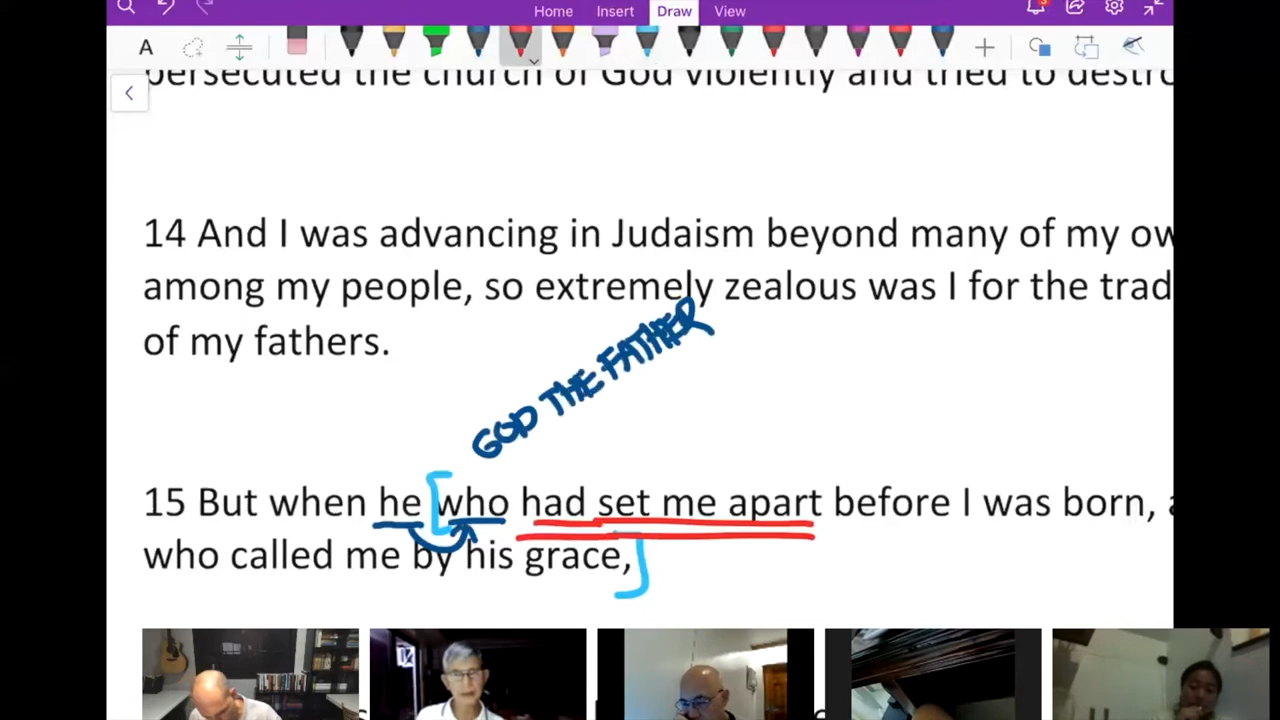 Home Insert Draw View
A
persecuted the church of God violently and tried to destro
14 And I was advancing in Judaism beyond many of my ow
among my people, so extremely zealous was I for the trad
of my fathers.
GOD THE FATHER
15 But when he [who had set me apart before I was born, a
who called me by his grace,]